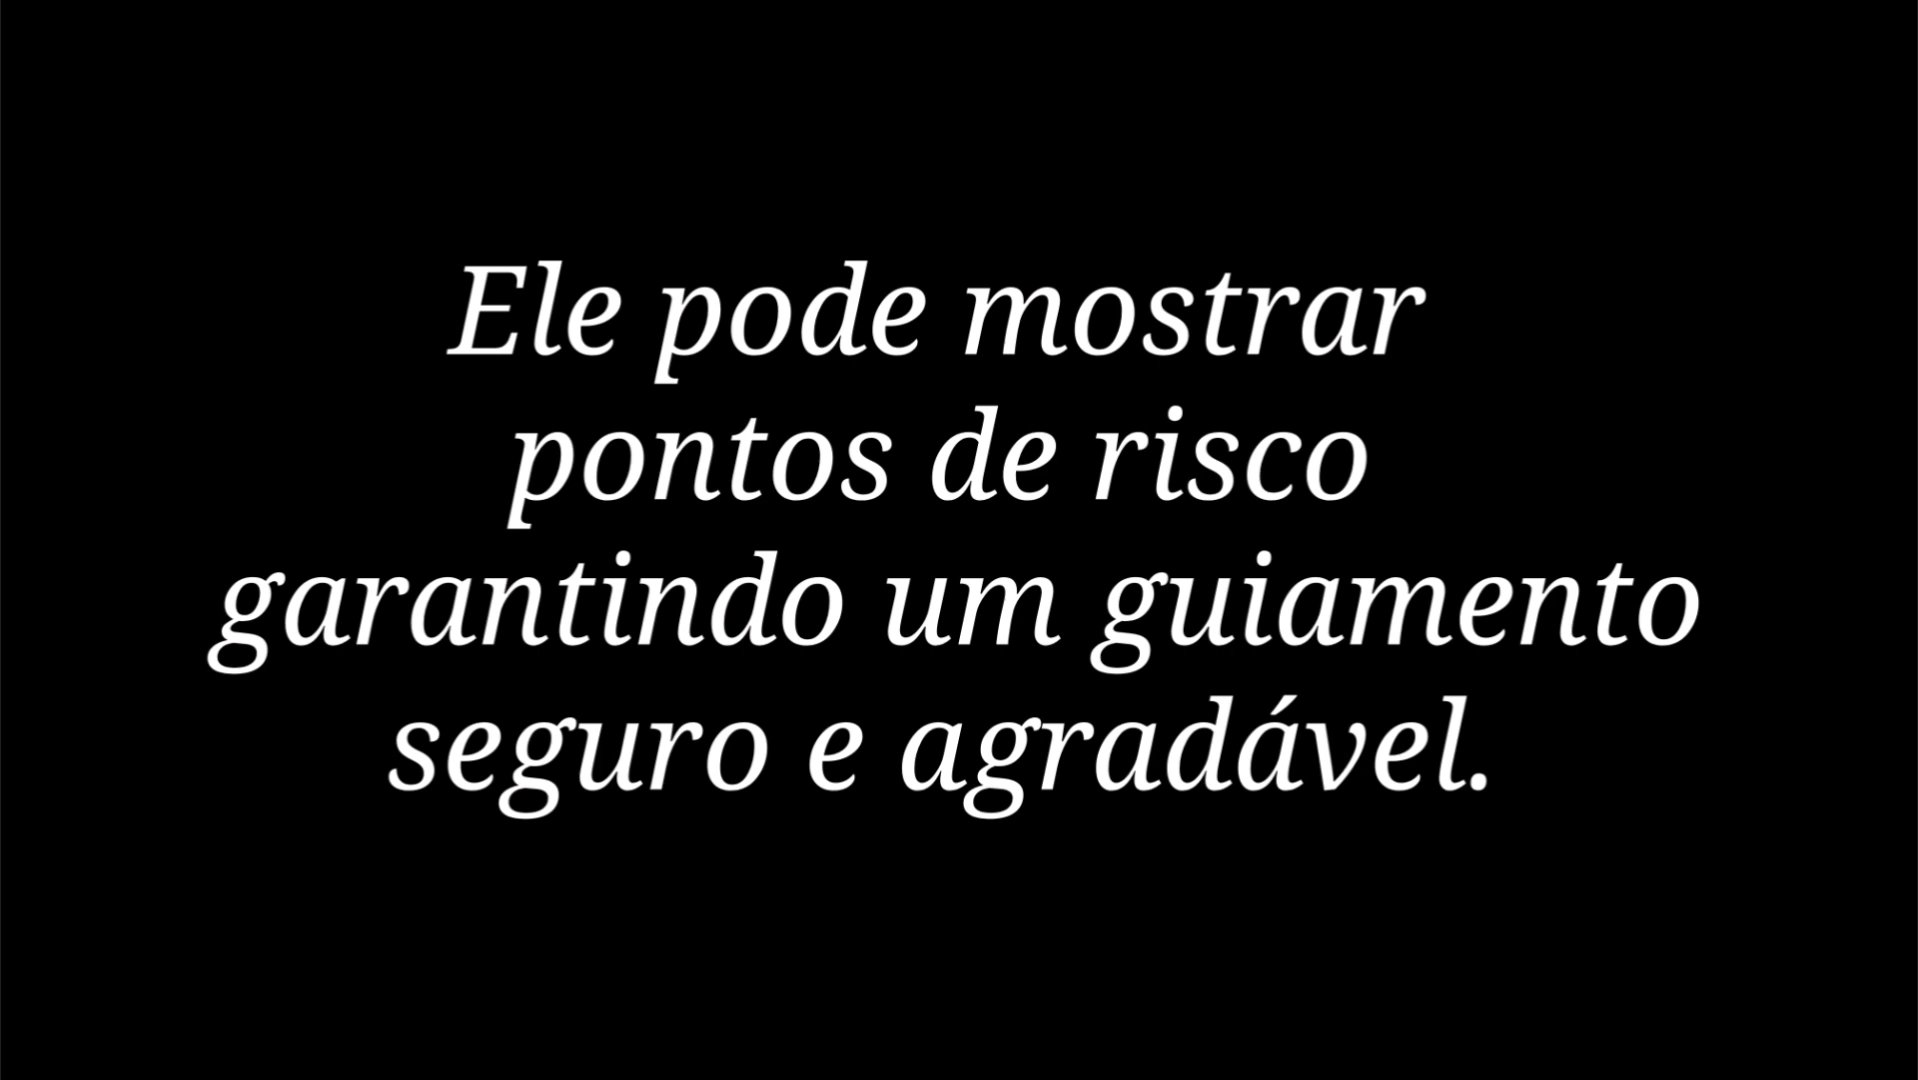 Ele pode mostrar
pontos de risco
garantindo um guiamento
seguro e agradável.